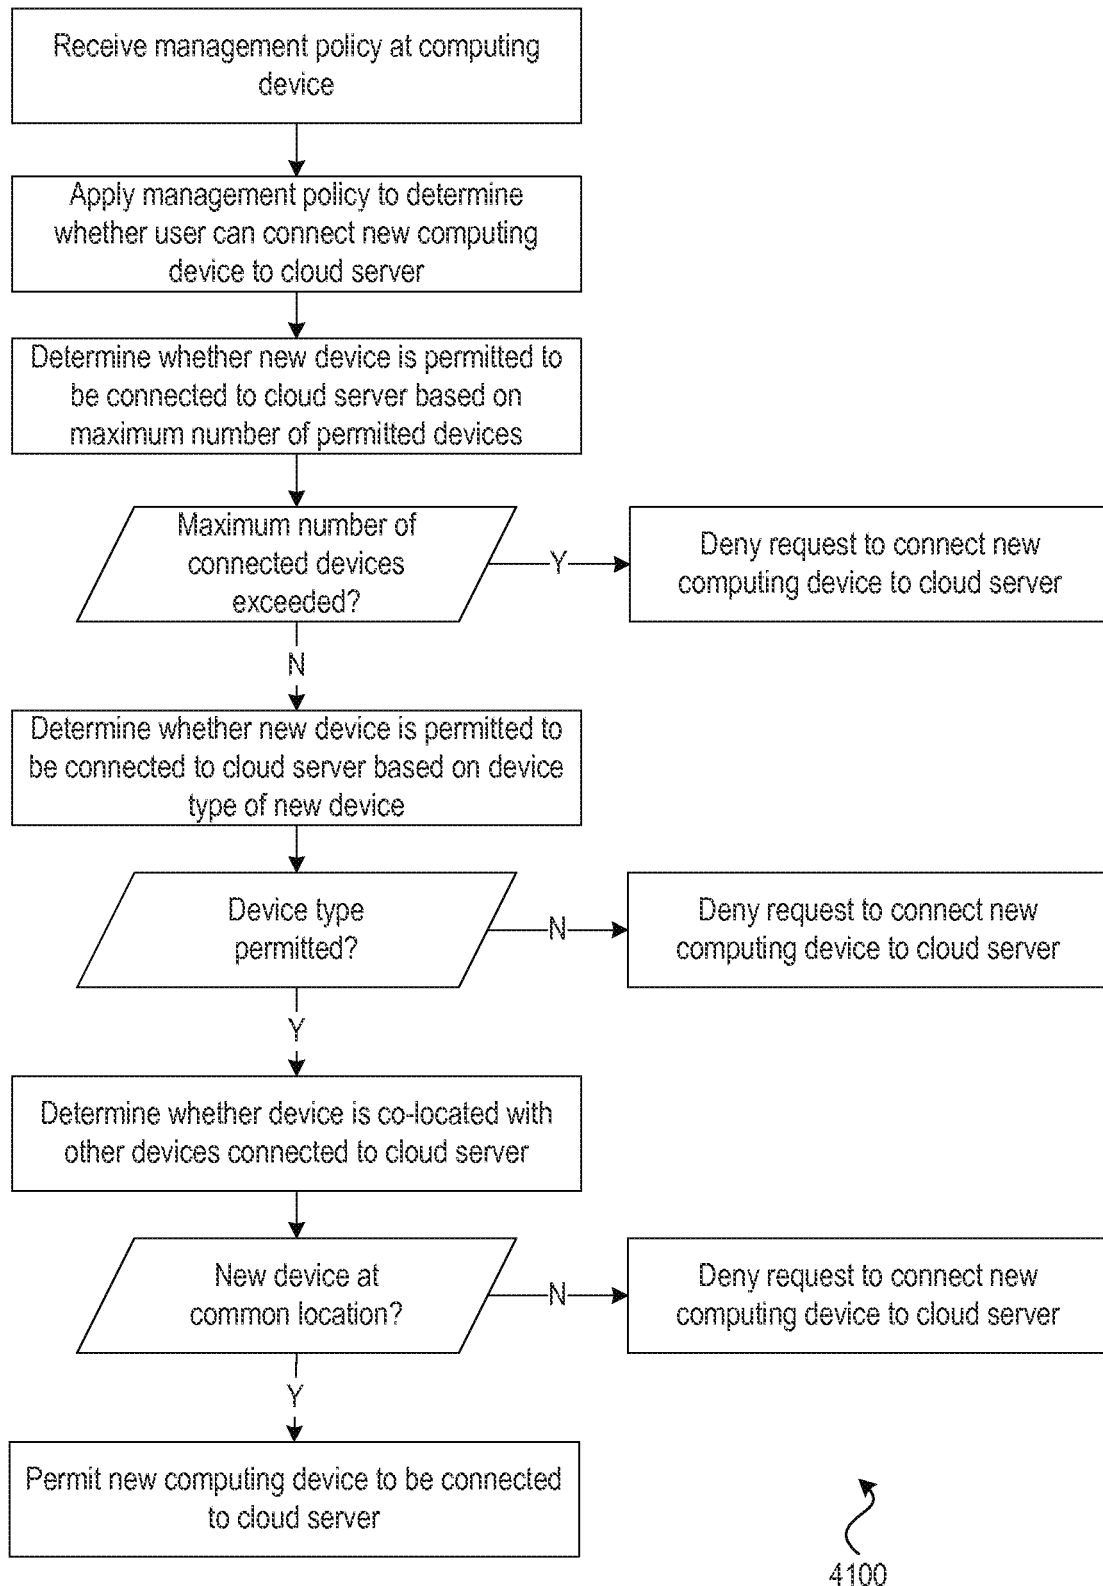 Receive management policy at computing
device
Apply management policy to determine
whether user can connect new computing
device to cloud server
Determine whether new device is permitted to
be connected to cloud server based on
maximum number of permitted devices
Maximum number of
connected devices
exceeded?
Y
Deny request to connect new
computing device to cloud server
N
Determine whether new device is permitted to
be connected to cloud server based on device
type of new device
Device type
permitted?
N
Deny request to connect new
computing device to cloud server
Y
Determine whether device is co-located with
other devices connected to cloud server
New device at
common location?
N
Deny request to connect new
computing device to cloud server
Y
Permit new computing device to be connected
to cloud server
4100